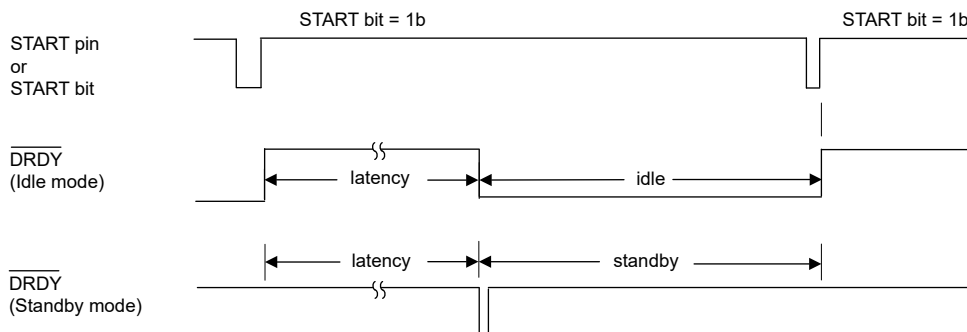 START bit = 1b
START bit = 1b
START pin
or
START bit
DRDY
(Idle mode)
latency
idle
latency
standby
DRDY
(Standby mode)